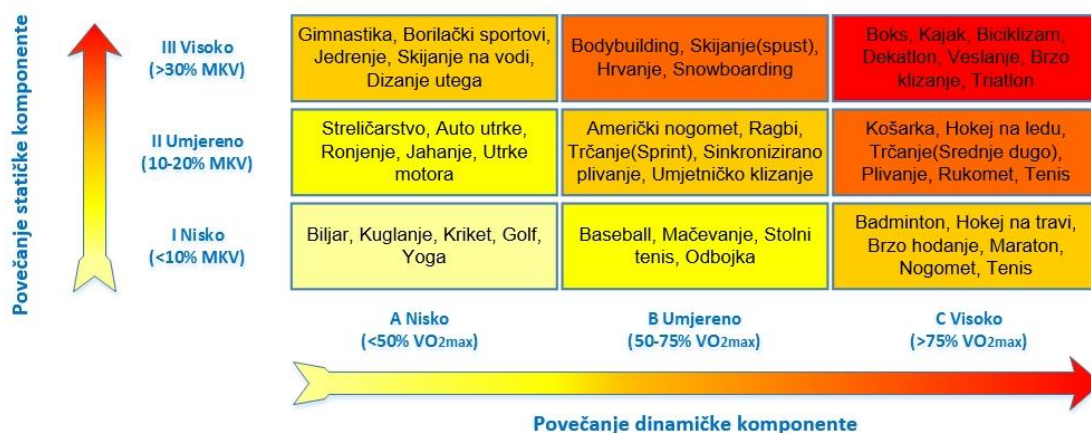 Povečanje statičke komponente
III Visoko
(>30% MKV)
Gimnastika, Borilački sportovi,
Jedrenje, Skijanje na vodi,
Dizanje utega
Bodybuilding, Skijanje(spust),
Hrvanje, Snowboarding
Boks, Kajak, Biciklizam,
Dekatlon, Veslanje, Brzo
klizanje, Triatlon
II Umjereno
(10-20% MKV)
Streličarstvo, Auto utrke,
Ronjenje, Jahanje, Utrke
motora
Američki nogomet, Ragbi,
Trčanje(Sprint), Sinkronizirano
plivanje, Umjetničko klizanje
Košarka, Hokej na ledu,
Trčanje(Srednje dugo),
Plivanje, Rukomet, Tenis
I Nisko
(<10% MKV)
Biljar, Kuglanje, Kriket, Golf,
Yoga
Baseball, Mačevanje, Stolni
tenis, Odbojka
Badminton, Hokej na travi,
Brzo hodanje, Maraton,
Nogomet, Tenis
A Nisko
(<50% VO2max)
B Umjereno
(50-75% VO2max)
C Visoko
(>75% VO2max)
Povečanje dinamičke komponente